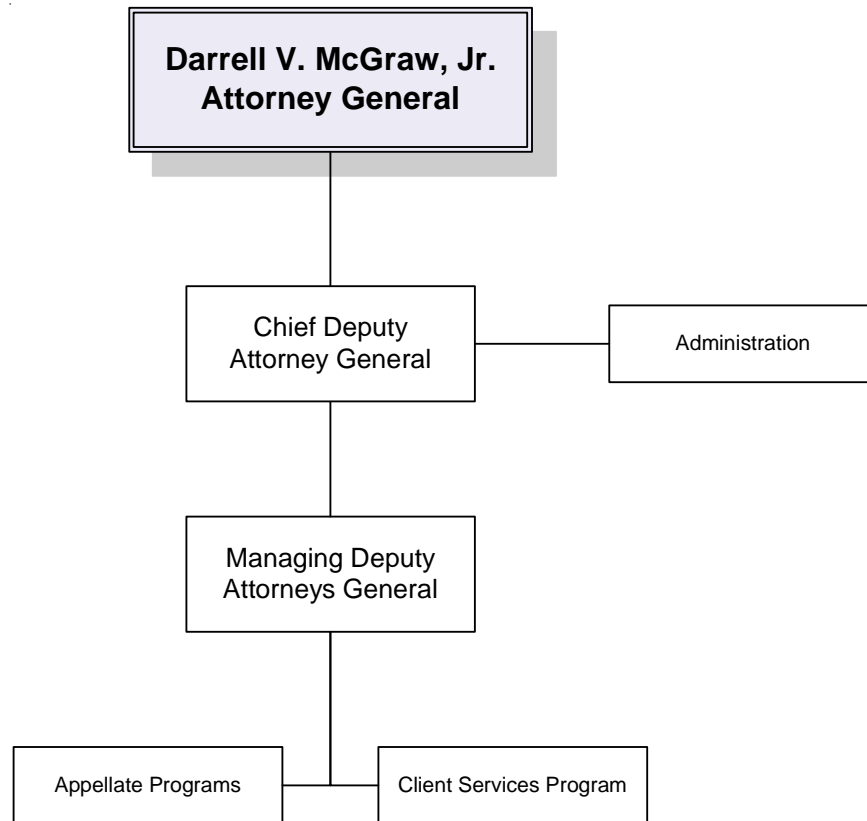 Darrell V. McGraw, Jr.
Attorney General
Chief Deputy
Attorney General
Administration
Managing Deputy
Attorneys General
Appellate Programs
Client Services Program